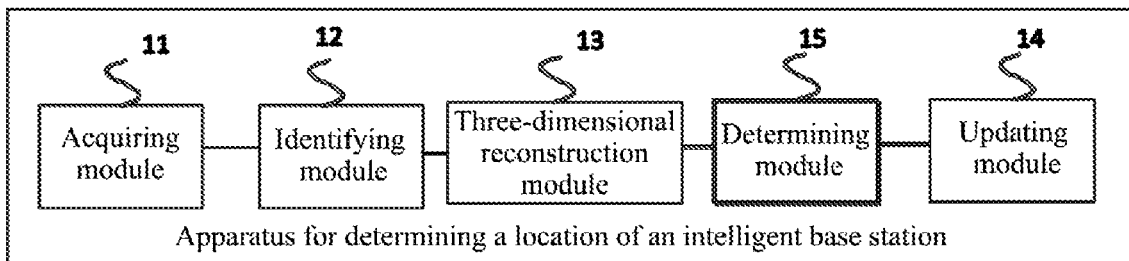 11 12 13 15 14
Acquiring module
Identifying module
Three-dimensional reconstruction module
Determining module
Updating module
Apparatus for determining a location of an intelligent base station